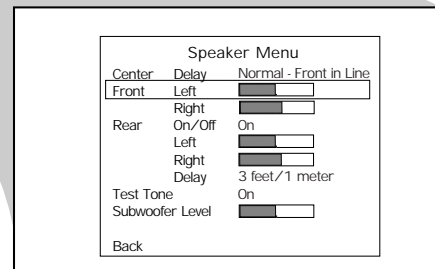 Speaker Menu
Center Delay Normal - Front in Line
Front Left
Right
Rear On/Off On
Left
Right
Delay 3 feet/1 meter
Test Tone On
Subwoofer Level
Back